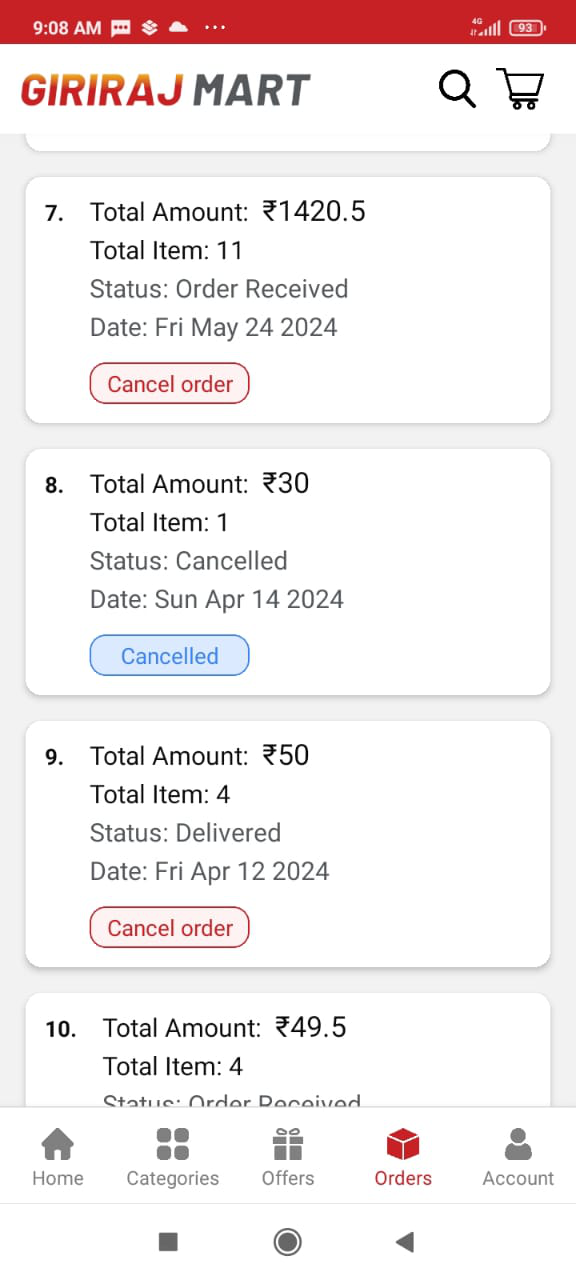 9:08 AM ... 4G 93
GIRIRAJ MART
7. Total Amount: ₹1420.5
Total Item: 11
Status: Order Received
Date: Fri May 24 2024
Cancel order
8. Total Amount: ₹30
Total Item: 1
Status: Cancelled
Date: Sun Apr 14 2024
Cancelled
9. Total Amount: ₹50
Total Item: 4
Status: Delivered
Date: Fri Apr 12 2024
Cancel order
10. Total Amount: ₹49.5
Total Item: 4
Status: Order Received
Home Categories Offers Orders Account